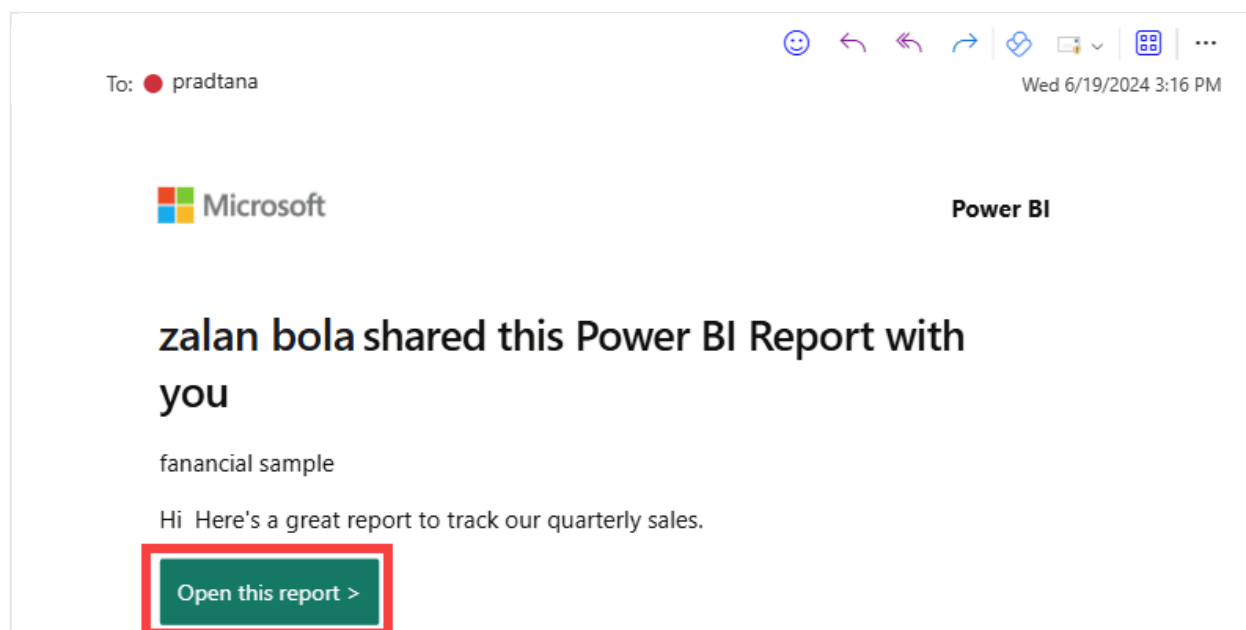 To: pradtana
Wed 6/19/2024 3:16 PM
Microsoft
Power BI
zalan bola shared this Power BI Report with
you
fanancial sample
Hi  Here's a great report to track our quarterly sales.
Open this report >